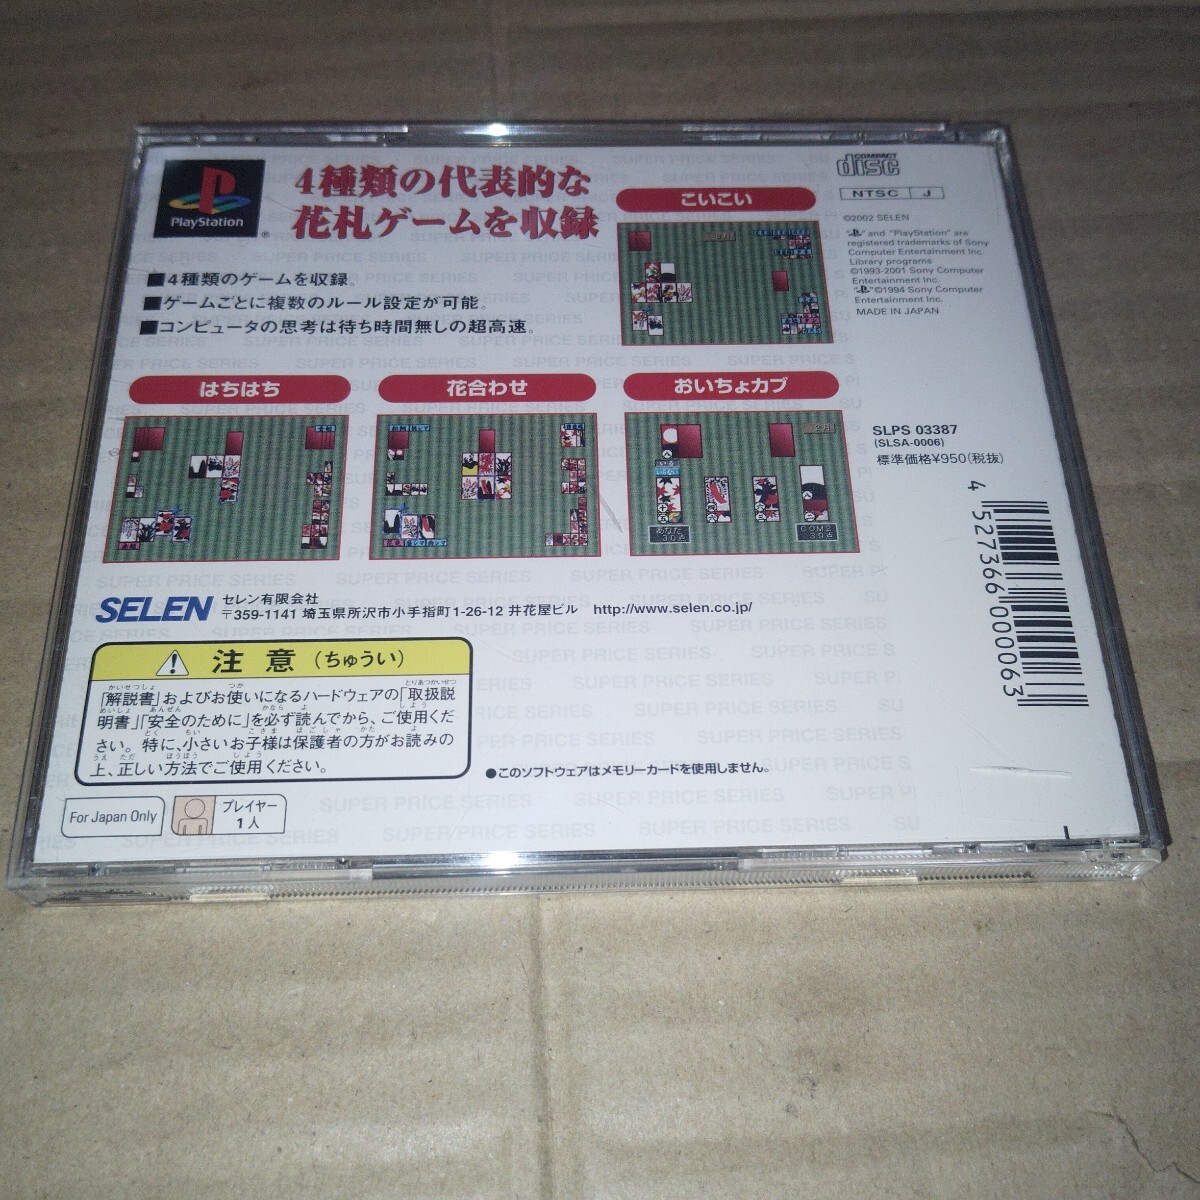 PlayStation
4種類の代表的な
花札ゲームを収録
■4種類のゲームを収録。
■ゲームごとに複数のルール設定が可能。
■コンピュータの思考は待ち時間無しの超高速。
こいこい
COMPACT
disc
NTSC J
©2002 SELEN
" " and "PlayStation" are
registered trademarks of Sony
Computer Entertainment Inc.
Library programs
©1993-2001 Sony Computer
Entertainment Inc.
" "©1994 Sony Computer
Entertainment Inc.
MADE IN JAPAN
はちはち
花合わせ
おいちょカブ
あなた
30点
COM2
30点
SLPS 03387
(SLSA-0006)
標準価格¥950(税抜)
4 527366 000063
SUPER PRICE SERIES
SELEN
セレン有限会社
〒359-1141 埼玉県所沢市小手指町1-26-12 井花屋ビル http://www.selen.co.jp/
注意(ちゅうい)
「解説書」およびお使いになるハードウェアの「取扱説
明書」「安全のために」を必ず読んでから、ご使用くだ
さい。特に、小さいお子様は保護者の方がお読みの
上、正しい方法でご使用ください。
●このソフトウェアはメモリーカードを使用しません。
For Japan Only
プレイヤー
1人